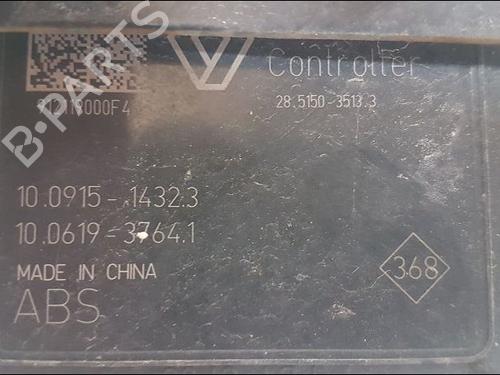 Controller
28.5150-3513.3
10.0915-1432.3
10.0619-3764.1
MADE IN CHINA
368
ABS
B-PARTS